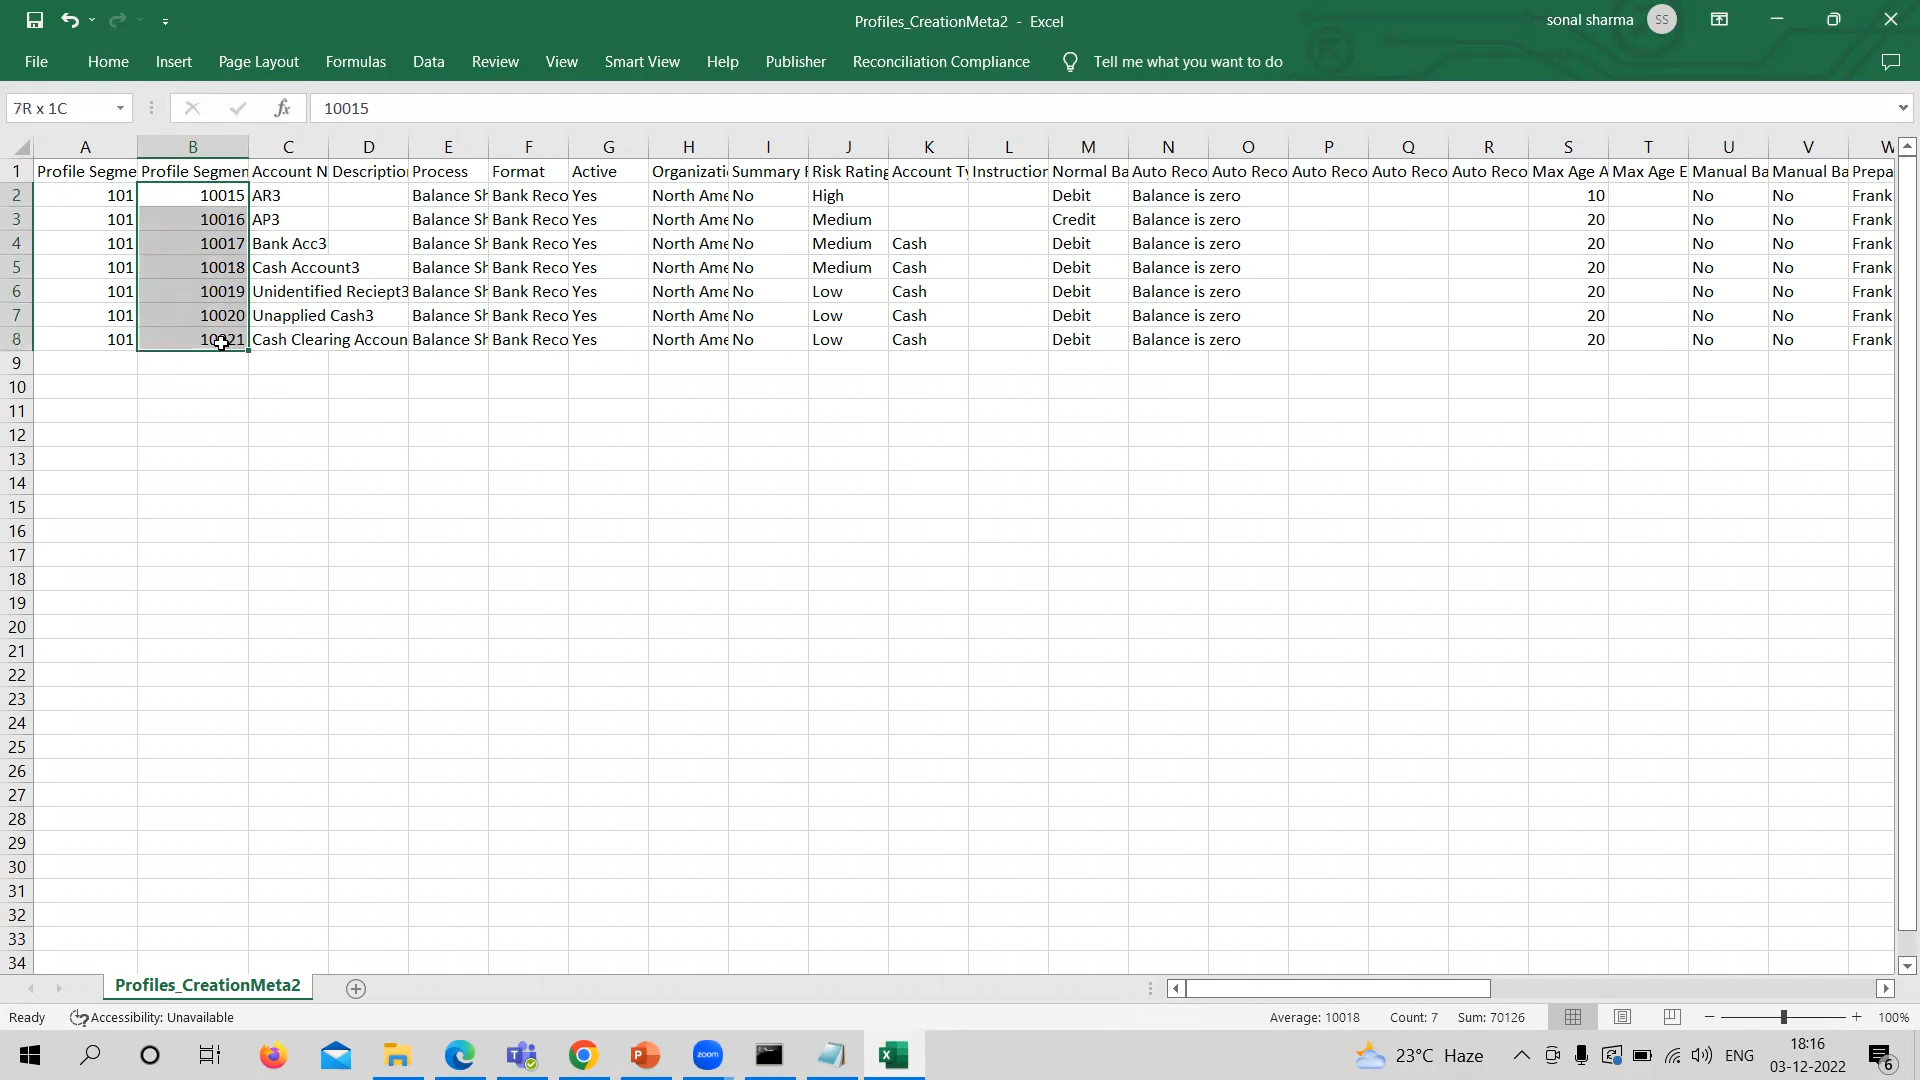 Profiles_CreationMeta2 - Excel
sonal sharma SS
File Home Insert Page Layout Formulas Data Review View Smart View Help Publisher Reconciliation Compliance Tell me what you want to do
7R x 1C fx 10015
A B C D E F G H I J K L M N O P Q R S T U V W
1 Profile Segme Profile Segmen Account N Description Process Format Active Organizati Summary R Risk Rating Account Ty Instruction Normal Ba Auto Reco Auto Reco Auto Reco Auto Reco Auto Reco Max Age A Max Age E Manual Ba Manual Ba Prepa
2 101 10015 AR3 Balance Sh Bank Reco Yes North Ame No High Debit Balance is zero 10 No No Frank
3 101 10016 AP3 Balance Sh Bank Reco Yes North Ame No Medium Credit Balance is zero 20 No No Frank
4 101 10017 Bank Acc3 Balance Sh Bank Reco Yes North Ame No Medium Cash Debit Balance is zero 20 No No Frank
5 101 10018 Cash Account3 Balance Sh Bank Reco Yes North Ame No Medium Cash Debit Balance is zero 20 No No Frank
6 101 10019 Unidentified Reciept3 Balance Sh Bank Reco Yes North Ame No Low Cash Debit Balance is zero 20 No No Frank
7 101 10020 Unapplied Cash3 Balance Sh Bank Reco Yes North Ame No Low Cash Debit Balance is zero 20 No No Frank
8 101 10021 Cash Clearing Accoun Balance Sh Bank Reco Yes North Ame No Low Cash Debit Balance is zero 20 No No Frank
9
10
11
12
13
14
15
16
17
18
19
20
21
22
23
24
25
26
27
28
29
30
31
32
33
34
Profiles_CreationMeta2
Ready Accessibility: Unavailable Average: 10018 Count: 7 Sum: 70126 100%
zoom 23°C Haze ENG 18:16
03-12-2022 6